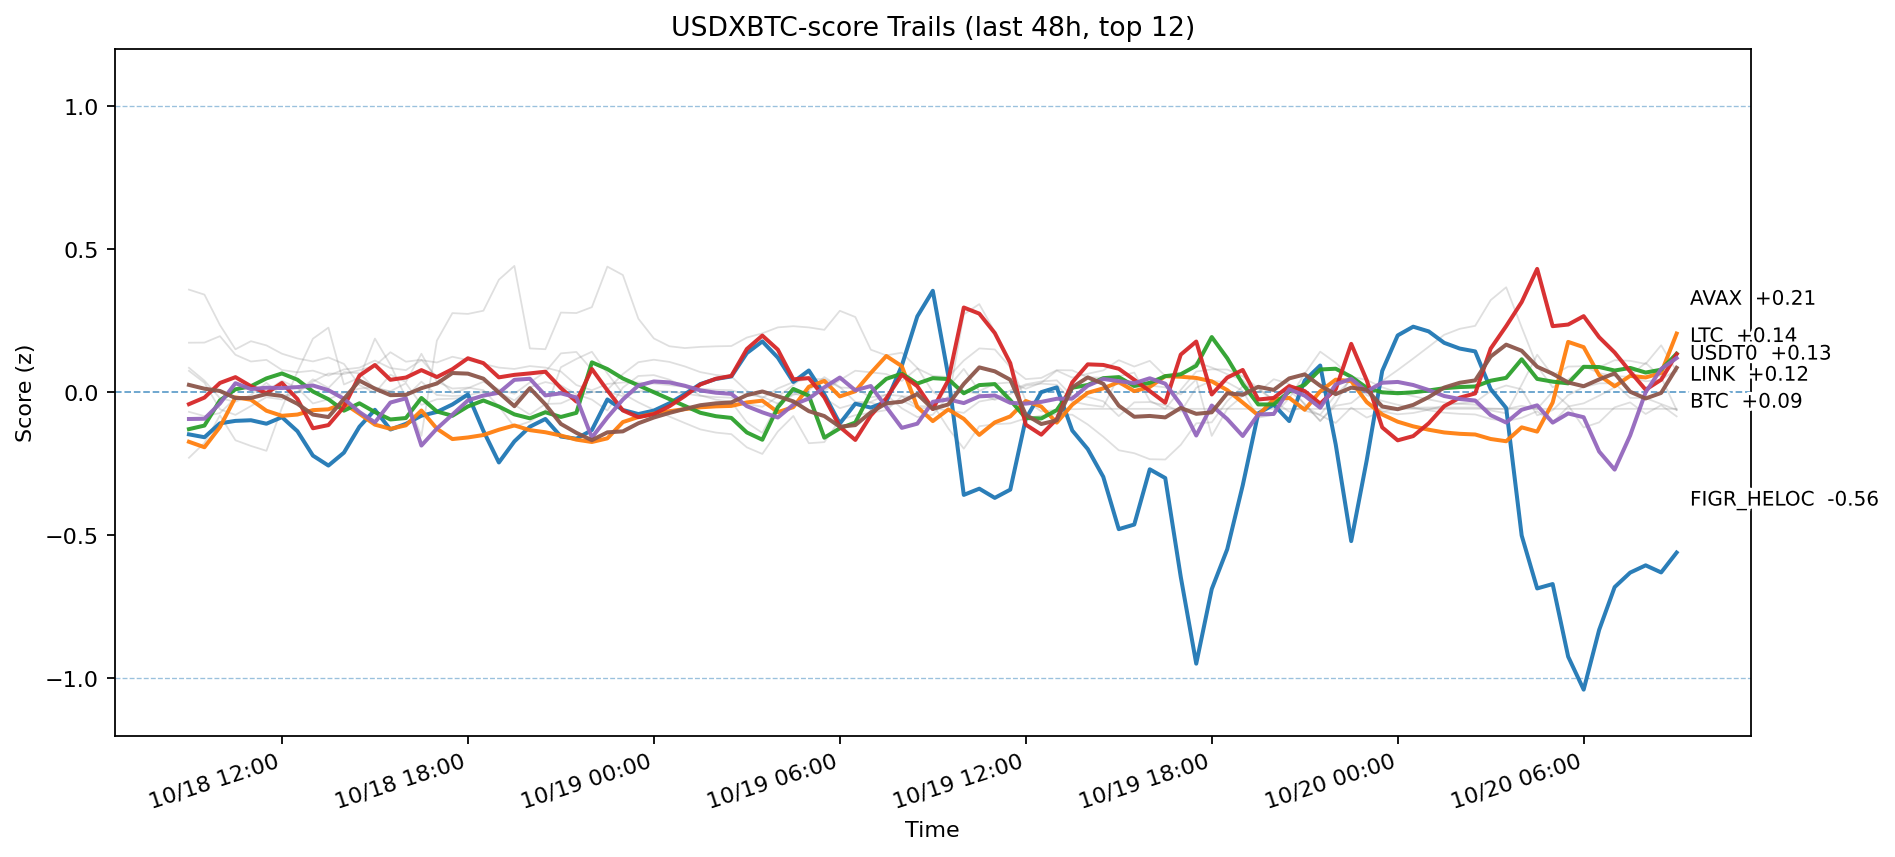 USDXBTC-score Trails (last 48h, top 12)
Score (z)
1.0
0.5
0.0
−0.5
−1.0
AVAX +0.21
LTC +0.14
USDT0 +0.13
LINK +0.12
BTC +0.09
FIGR_HELOC -0.56
10/18 12:00
10/18 18:00
10/19 00:00
10/19 06:00
10/19 12:00
10/19 18:00
10/20 00:00
10/20 06:00
Time